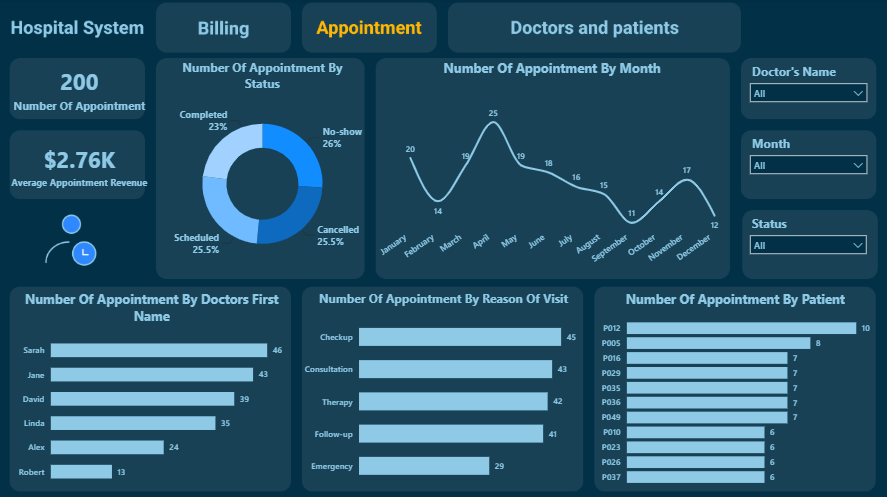 Hospital System
Billing
Appointment
Doctors and patients
200
Number Of Appointment
$2.76K
Average Appointment Revenue
Number Of Appointment By
Status
Completed
23%
No-show
26%
Scheduled
25.5%
Cancelled
25.5%
Number Of Appointment By Month
20
14
19
25
19
18
16
15
11
14
17
12
January
February
March
April
May
June
July
August
September
October
November
December
Doctor's Name
All
Month
All
Status
All
Number Of Appointment By Doctors First
Name
Sarah 46
Jane 43
David 39
Linda 35
Alex 24
Robert 13
Number Of Appointment By Reason Of Visit
Checkup 45
Consultation 43
Therapy 42
Follow-up 41
Emergency 29
Number Of Appointment By Patient
P012 10
P005 8
P016 7
P029 7
P035 7
P036 7
P049 7
P010 6
P023 6
P026 6
P037 6